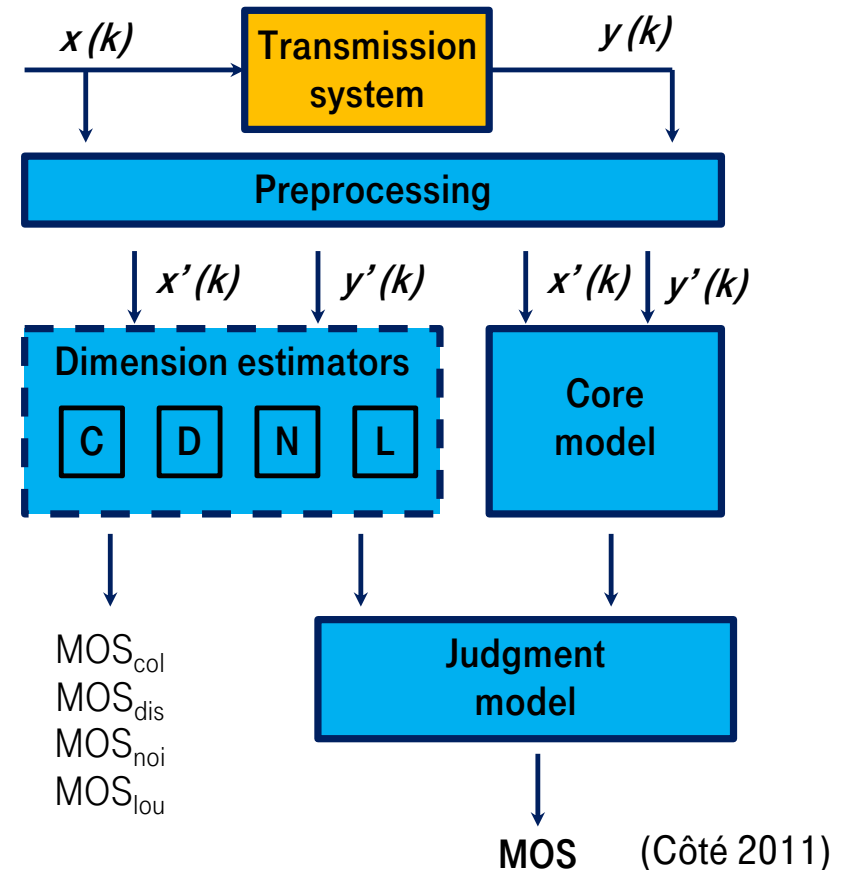 x (k)
Transmission
system
y (k)
Preprocessing
x’ (k)
y’ (k)
x’ (k)
y’ (k)
Dimension estimators
C D N L
Core
model
MOScol
MOSdis
MOSnoi
MOSlou
Judgment
model
MOS (Côté 2011)